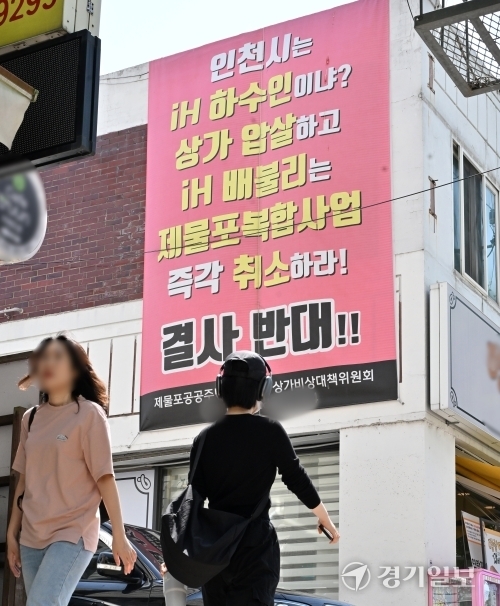 9295
인천시는
iH 하수인이냐?
상가 압살하고
iH 배불리는
제물포복합사업
즉각 취소하라!
결사 반대!!
제물포공공주 상가비상대책위원회
경기일보